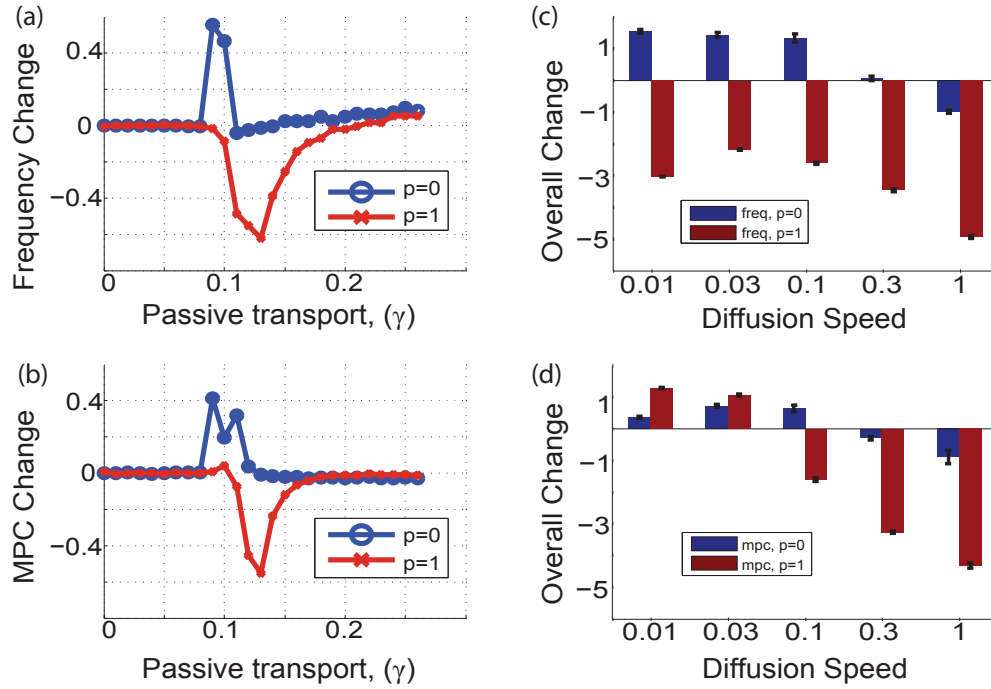 (a)
Frequency Change
0.4
0
−0.4
p=0
p=1
0
0.1
0.2
Passive transport, (γ)
(c)
Overall Change
1
−1
−3
−5
freq, p=0
freq, p=1
0.01
0.03
0.1
0.3
1
Diffusion Speed
(b)
MPC Change
0.4
0
−0.4
p=0
p=1
0
0.1
0.2
Passive transport, (γ)
(d)
Overall Change
1
−1
−3
−5
mpc, p=0
mpc, p=1
0.01
0.03
0.1
0.3
1
Diffusion Speed